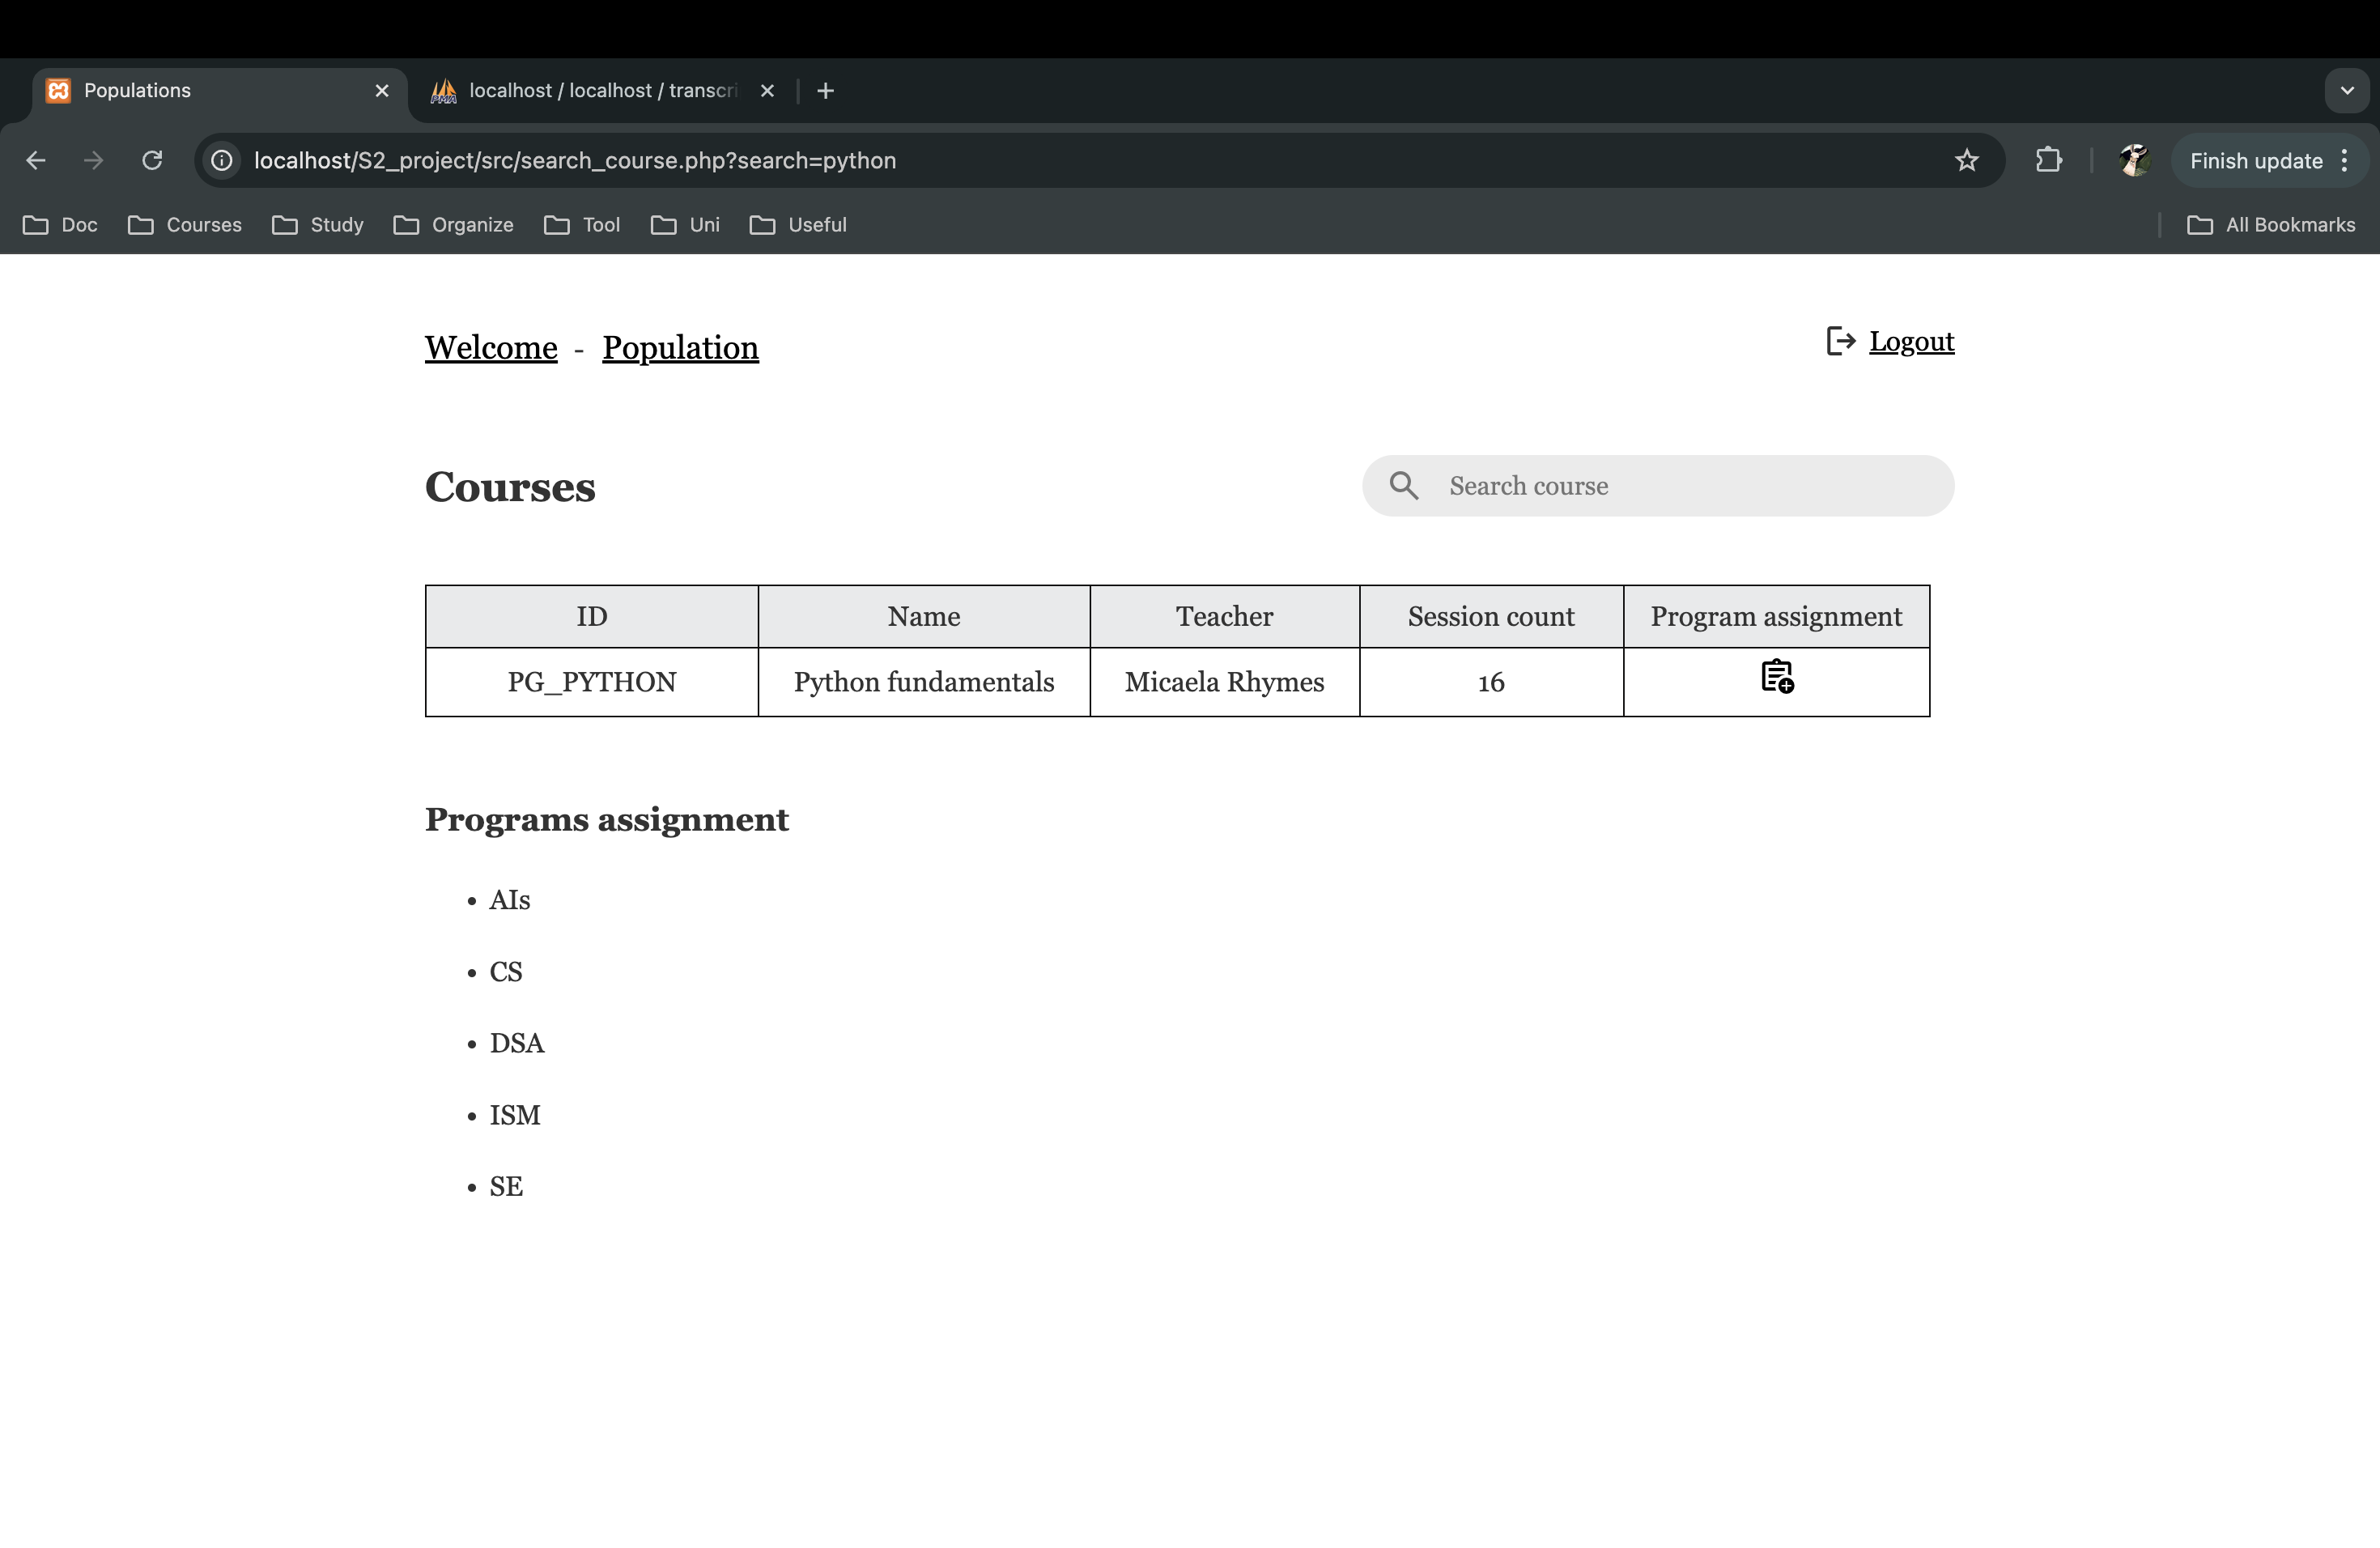 Populations
localhost / localhost / transcri
localhost/S2_project/src/search_course.php?search=python
Finish update
Doc Courses Study Organize Tool Uni Useful All Bookmarks
Welcome - Population Logout
Courses Search course
ID Name Teacher Session count Program assignment
PG_PYTHON Python fundamentals Micaela Rhymes 16
Programs assignment
• AIs
• CS
• DSA
• ISM
• SE